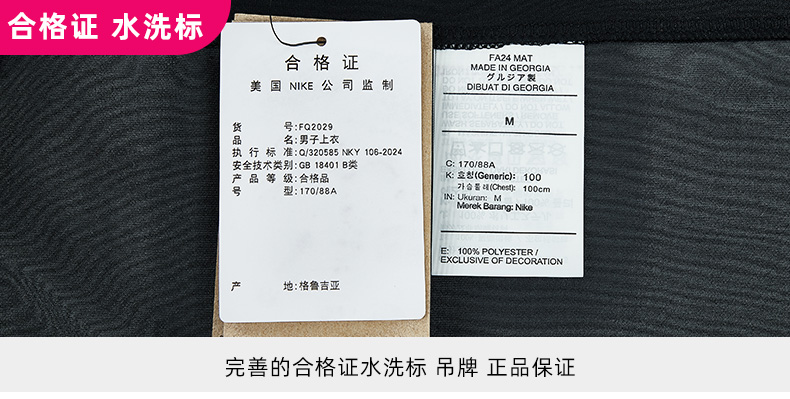 合格证 水洗标
合格证
美国 NIKE 公司监制
货号:FQ2029
品名:男子上衣
执行标准:Q/320585 NKY 106-2024
安全技术类别:GB 18401 B类
产品等级:合格品
号型:170/88A
产地:格鲁吉亚
FA24 MAT
MADE IN GEORGIA
グルジア製
DIBUAT DI GEORGIA
M
C: 170/88A
K: 호칭(Generic): 100
가슴둘레(Chest): 100cm
IN: Ukuran: M
Merek Barang: Nike
E: 100% POLYESTER /
EXCLUSIVE OF DECORATION
完善的合格证水洗标 吊牌 正品保证